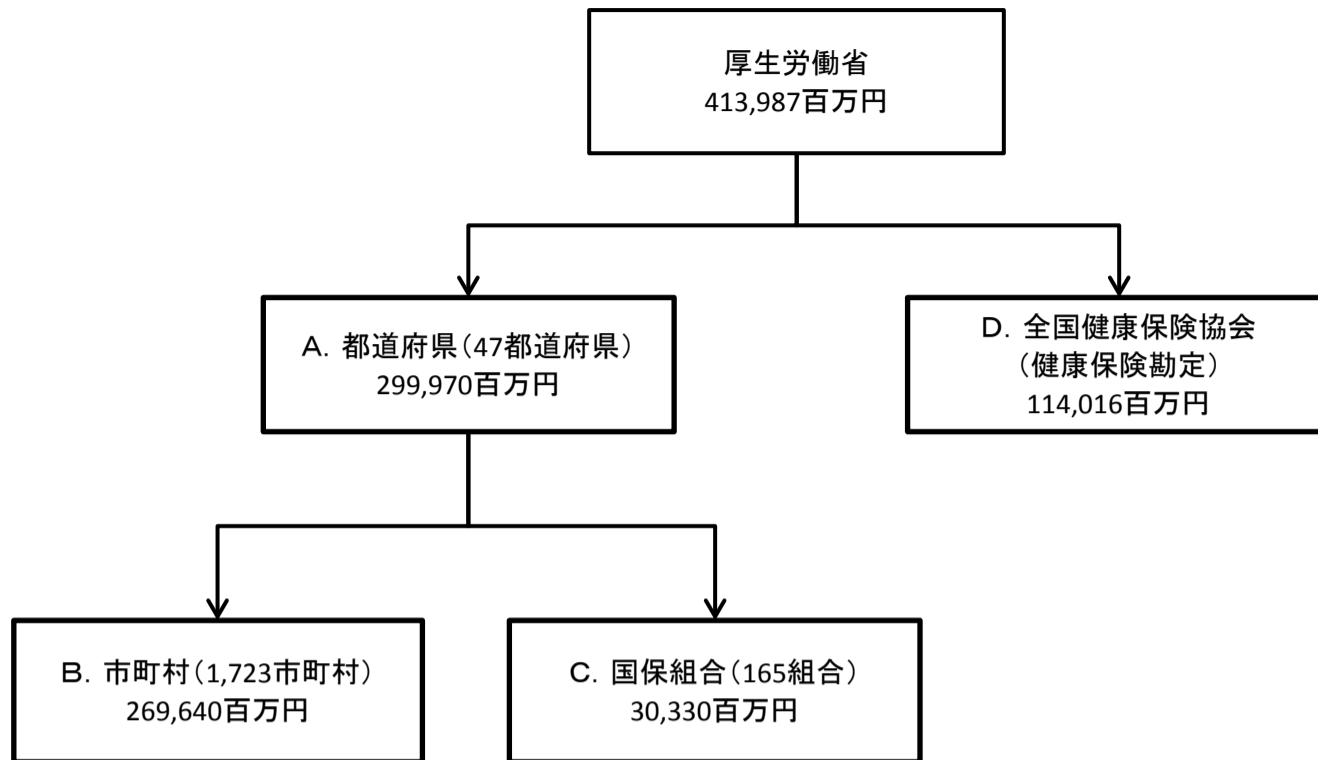 厚生労働省
413,987百万円
A．都道府県（47都道府県）
299,970百万円
D．全国健康保険協会
（健康保険勘定）
114,016百万円
B．市町村（1,723市町村）
269,640百万円
C．国保組合（165組合）
30,330百万円